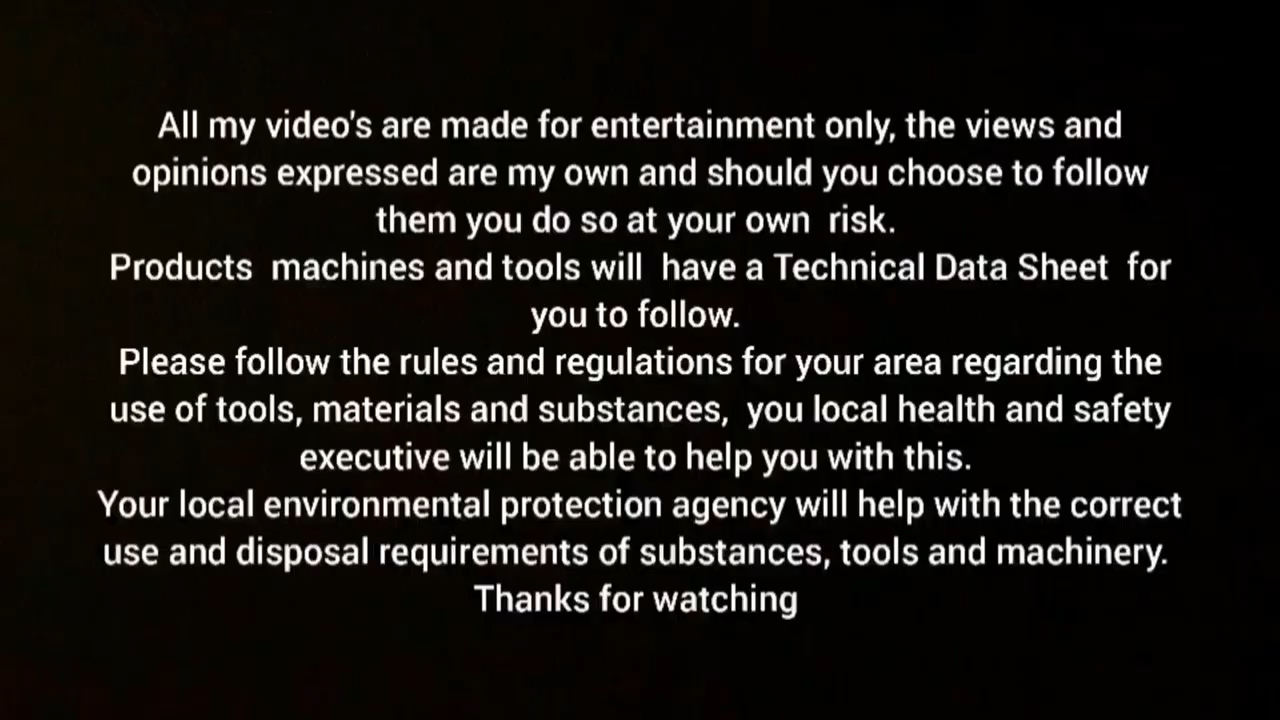 All my video's are made for entertainment only, the views and
opinions expressed are my own and should you choose to follow
them you do so at your own  risk.
Products  machines and tools will  have a Technical Data Sheet  for
you to follow.
Please follow the rules and regulations for your area regarding the
use of tools, materials and substances,  you local health and safety
executive will be able to help you with this.
Your local environmental protection agency will help with the correct
use and disposal requirements of substances, tools and machinery.
Thanks for watching